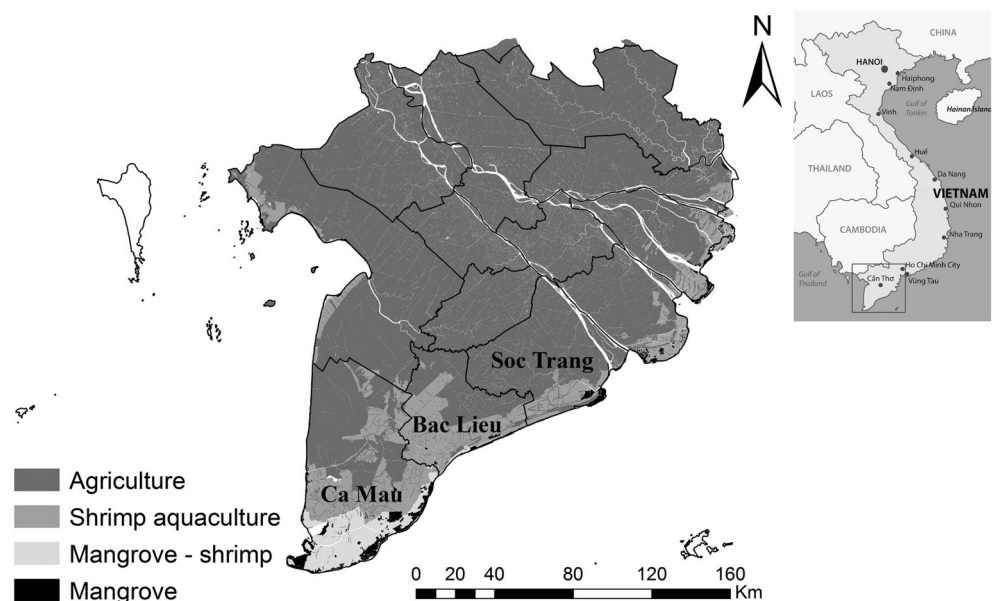 N
Soc Trang
Bac Lieu
Ca Mau
Agriculture
Shrimp aquaculture
Mangrove - shrimp
Mangrove
0 10 20 40 80 120 160
Km
CHINA
HANOI
Haiphong
Nam Định
LAOS
Gulf of
Tonkin
Hainan Island
Vinh
Huế
THAILAND
Da Nang
VIETNAM
Qui Nhon
CAMBODIA
Nha Trang
Ho Chi Minh City
Gulf of
Thailand
Cần Thơ
Vũng Tàu